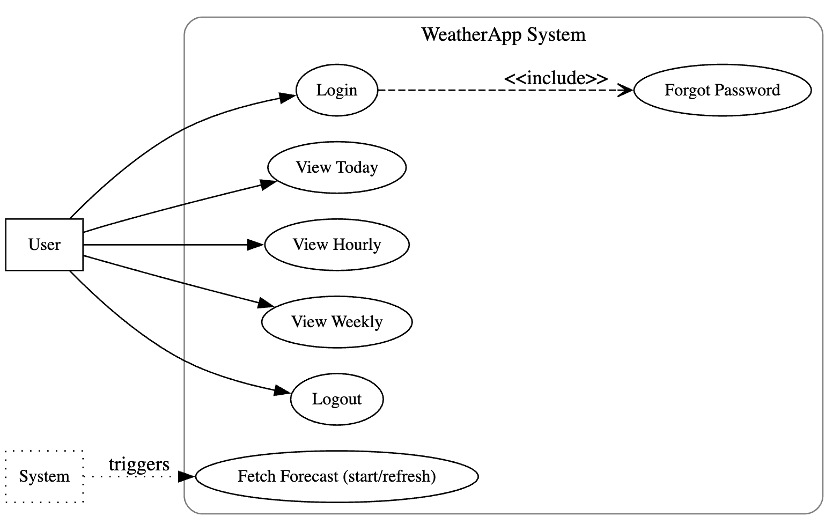 WeatherApp System
Login
<<include>>
Forgot Password
View Today
User
View Hourly
View Weekly
Logout
System
triggers
Fetch Forecast (start/refresh)